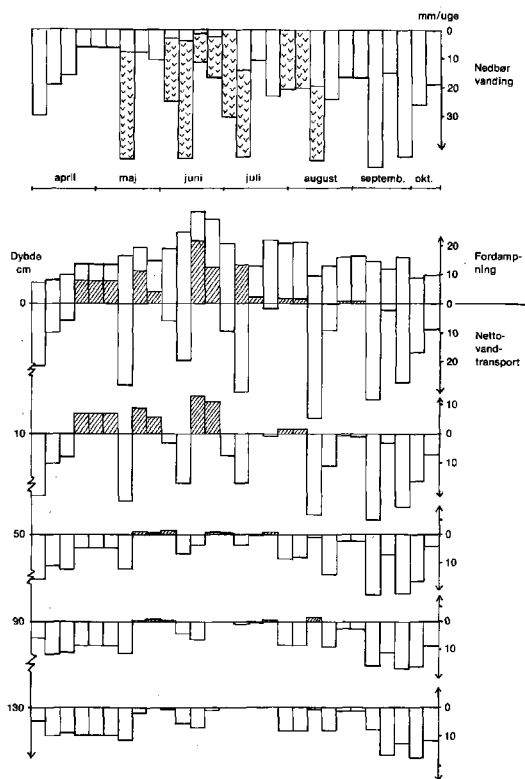 mm/uge
0
10
20
30
Nedbør
vanding
april maj juni juli august septemb. okt.
Dybde
cm
20
10
0
Fordamp-
ning
0
10
20
Netto-
vand-
transport
10
10
0
10
50
0
10
90
0
10
130
0
10